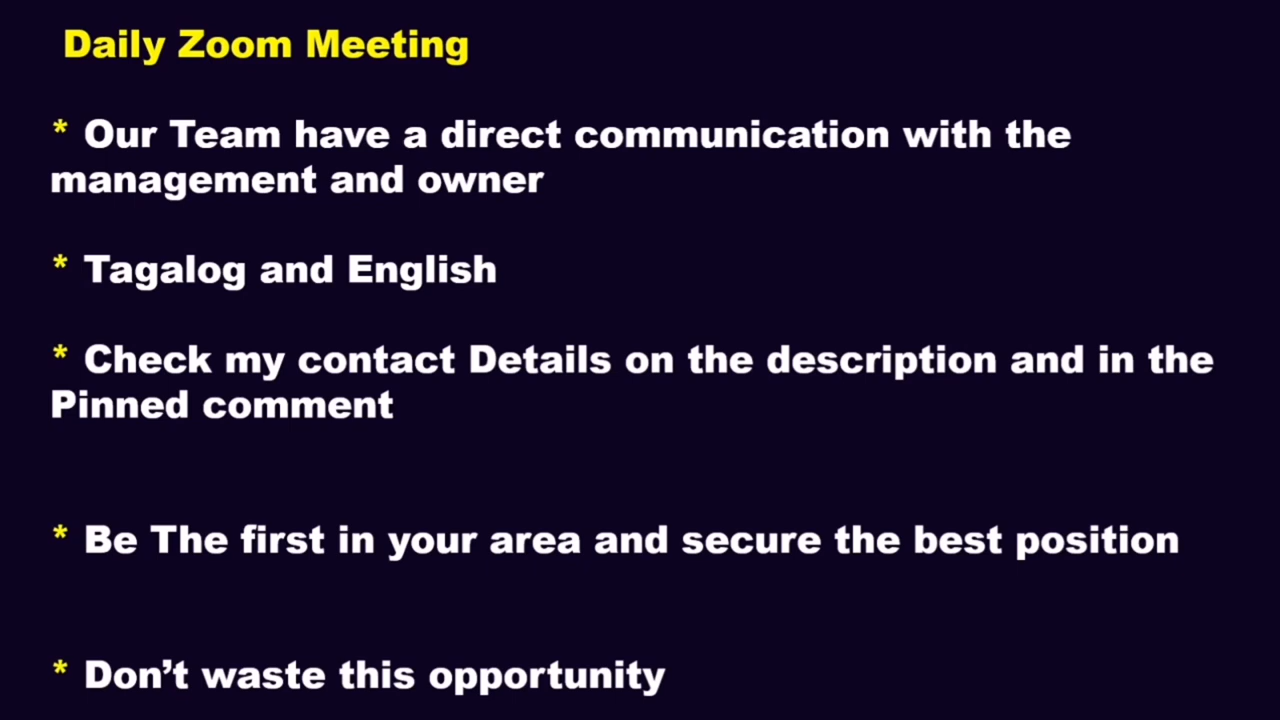 Daily Zoom Meeting
* Our Team have a direct communication with the
management and owner
* Tagalog and English
* Check my contact Details on the description and in the
Pinned comment
* Be The first in your area and secure the best position
* Don’t waste this opportunity